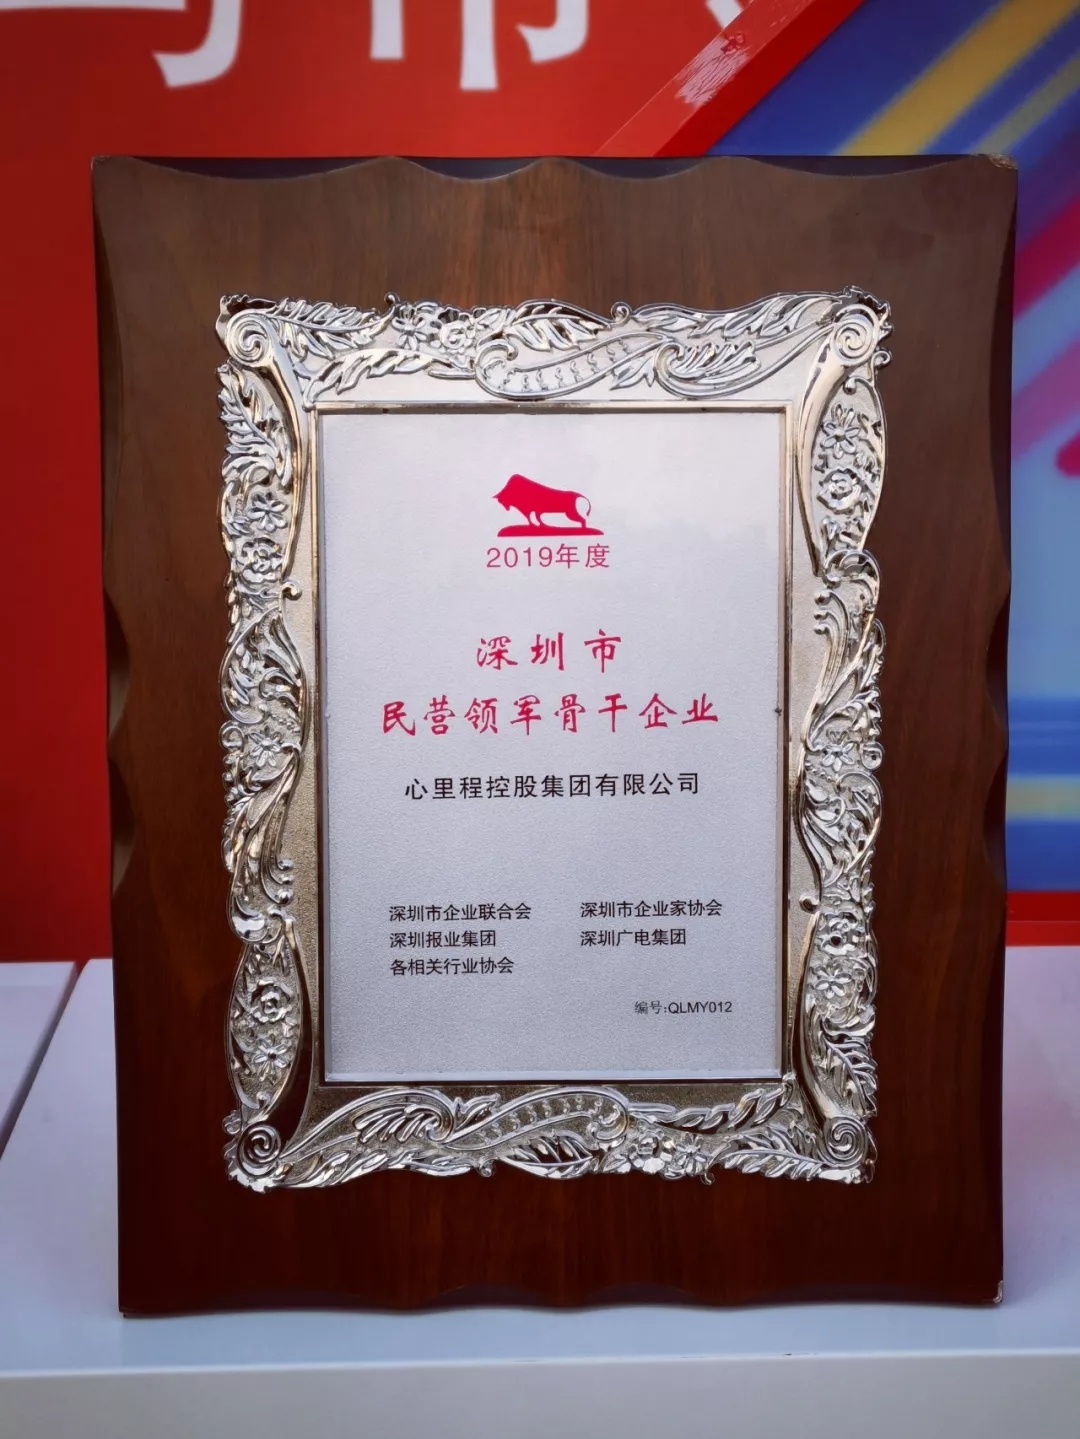 2019年度
深圳市
民营领军骨干企业
心里程控股集团有限公司
深圳市企业联合会 深圳市企业家协会
深圳报业集团 深圳广电集团
各相关行业协会
编号:QLMY012